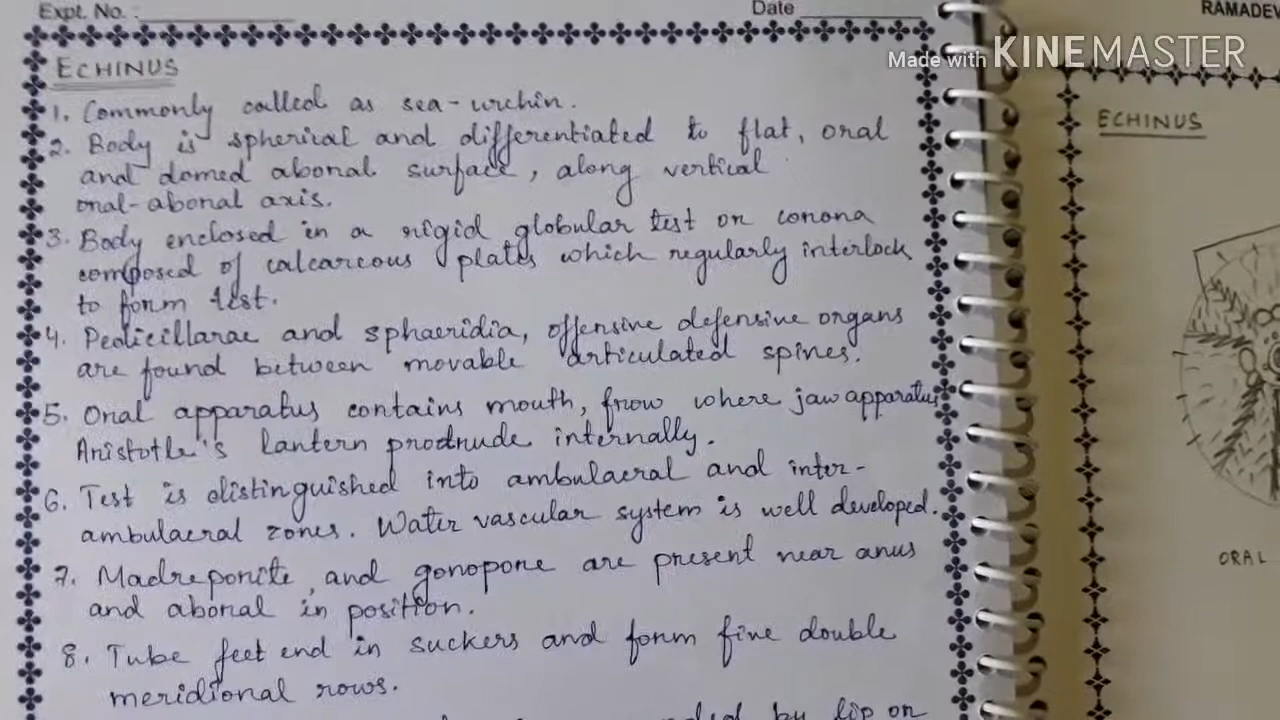 Expt. No. :
Date
ECHINUS
1. Commonly called as sea-urchin.
2. Body is spherical and differentiated to flat, oral
and domed aboral surface, along vertical
oral-aboral axis.
3. Body enclosed in a rigid globular test or corona
composed of calcareous plates which regularly interlock
to form test.
4. Pedicillarae and sphaeridia, offensive defensive organs
are found between movable articulated spines.
5. Oral apparatus contains mouth, from where jaw apparatus
Aristotle's lantern protrude internally.
6. Test is distinguished into ambulacral and inter-
ambulacral zones. Water vascular system is well developed.
7. Madreporite, and gonopore are present near anus
and aboral in position.
8. Tube feet end in suckers and form five double
meridional rows.
by lip or
Made with KINEMASTER
RAMADEV
ECHINUS
ORAL